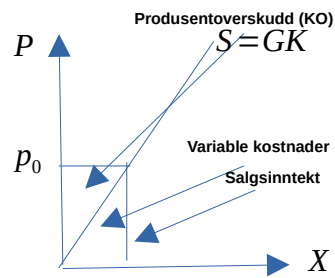 Produsentoverskudd (KO)
P
S=GK
Variable kostnader
p₀
Salgsinntekt
X